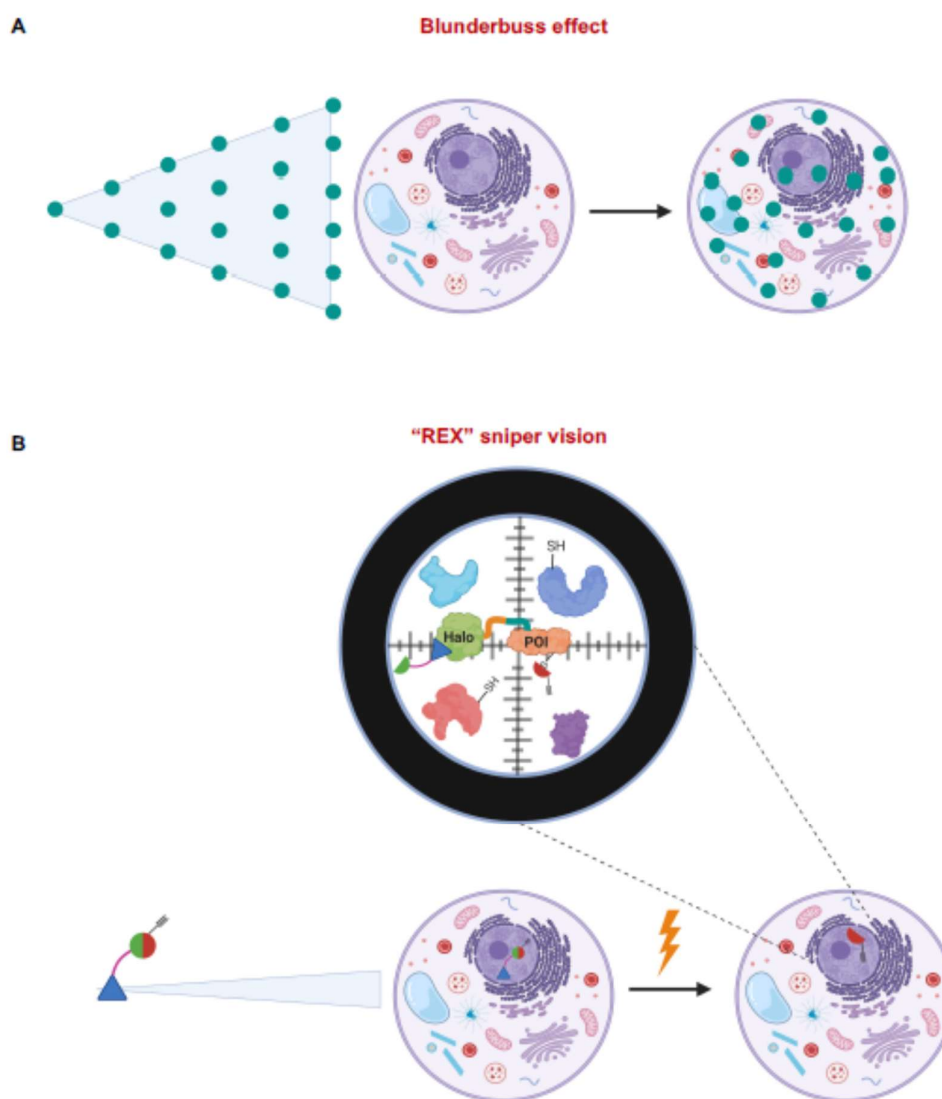 A
Blunderbuss effect
B
“REX” sniper vision
SH
Halo
POI
SH